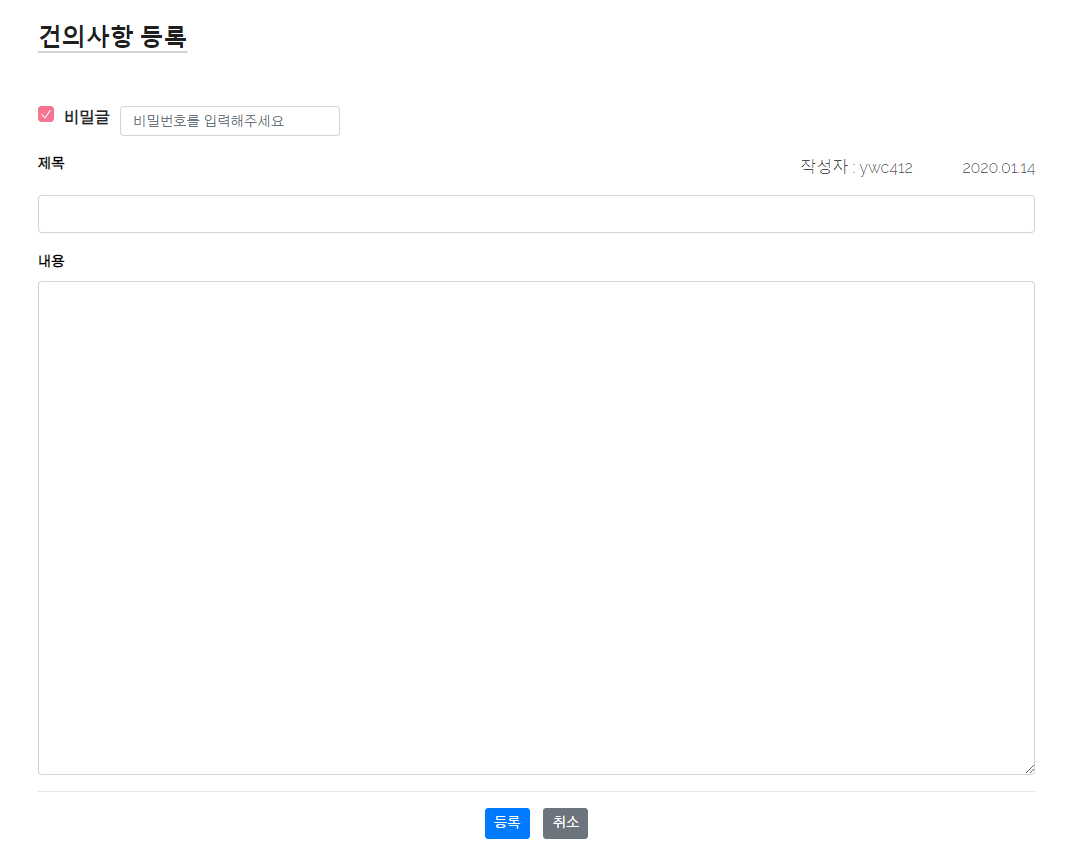 건의사항 등록
비밀글 비밀번호를 입력해주세요
제목 작성자 : ywc412 2020.01.14
내용
등록 취소